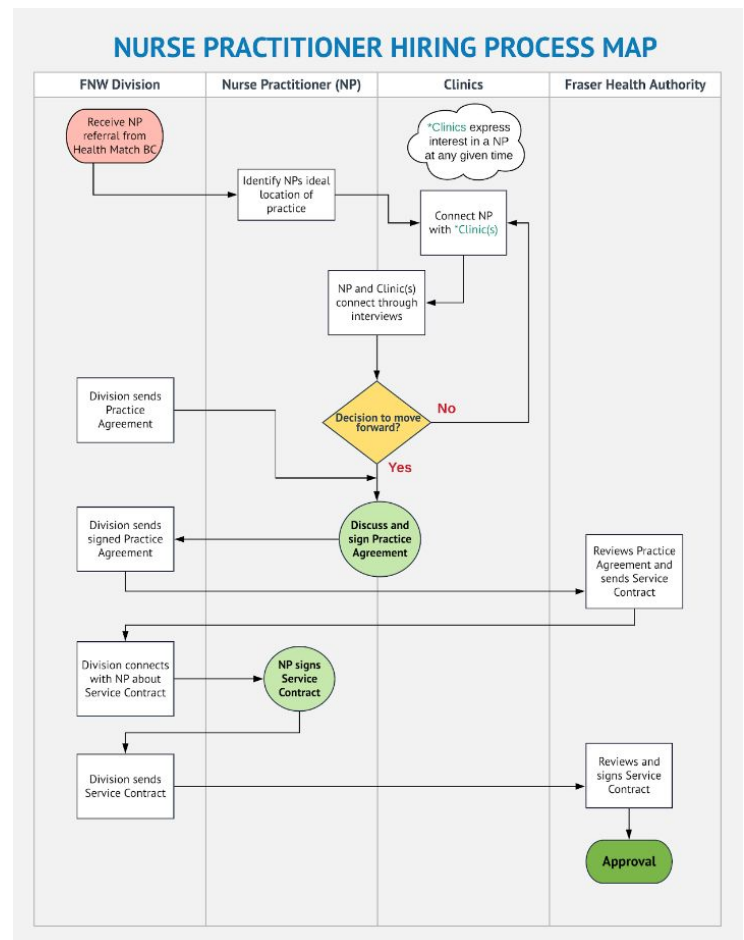 NURSE PRACTITIONER HIRING PROCESS MAP
FNW Division
Nurse Practitioner (NP)
Clinics
Fraser Health Authority
Receive NP
referral from
Health Match BC
*Clinics express
interest in a NP
at any given time
Identify NPs ideal
location of
practice
Connect NP
with *Clinic(s)
NP and Clinic(s)
connect through
interviews
Division sends
Practice
Agreement
Decision to move
forward?
No
Yes
Division sends
signed Practice
Agreement
Discuss and
sign Practice
Agreement
Reviews Practice
Agreement and
sends Service
Contract
Division connects
with NP about
Service Contract
NP signs
Service
Contract
Division sends
Service Contract
Reviews and
signs Service
Contract
Approval